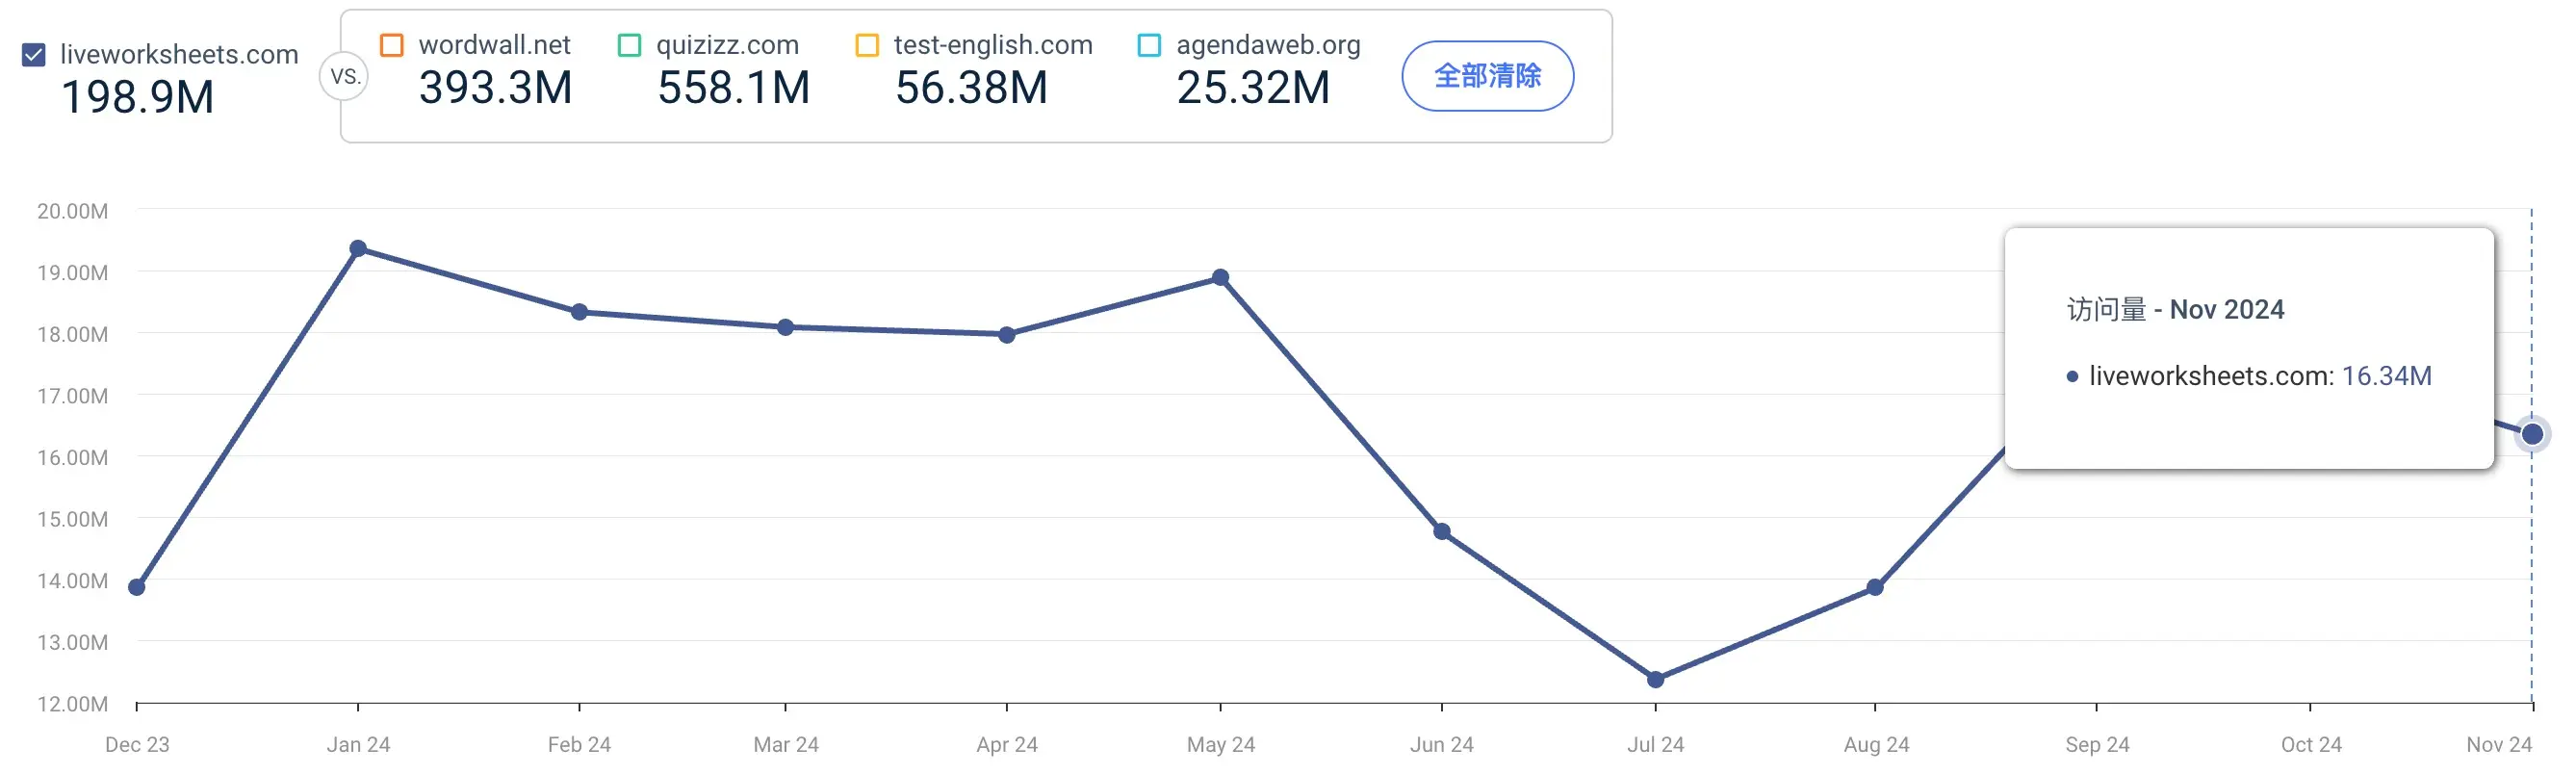 liveworksheets.com
198.9M
VS.
wordwall.net
393.3M
quizizz.com
558.1M
test-english.com
56.38M
agendaweb.org
25.32M
全部清除
20.00M
19.00M
18.00M
17.00M
16.00M
15.00M
14.00M
13.00M
12.00M
访问量 - Nov 2024
liveworksheets.com: 16.34M
Dec 23
Jan 24
Feb 24
Mar 24
Apr 24
May 24
Jun 24
Jul 24
Aug 24
Sep 24
Oct 24
Nov 24